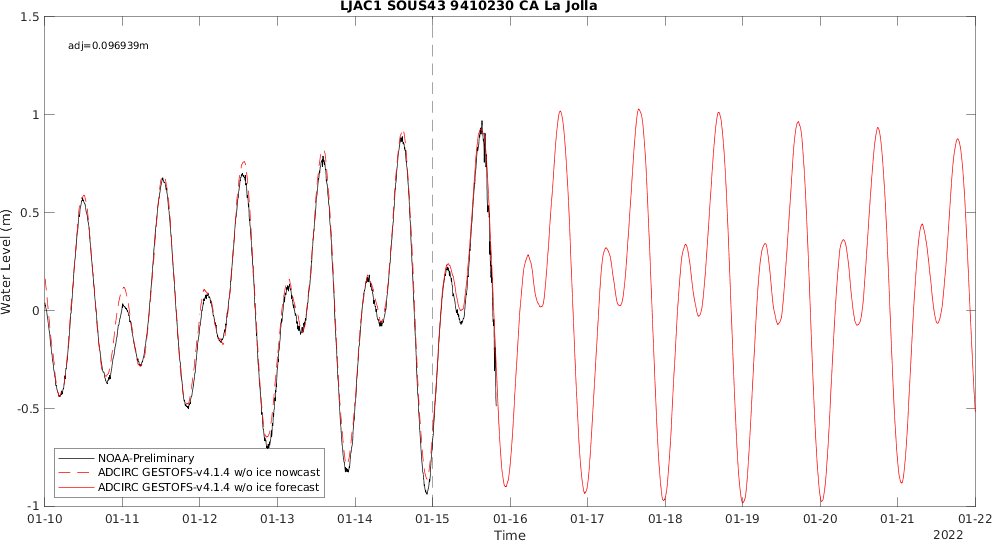 LJAC1 SOUS43 9410230 CA La Jolla
adj=0.096939m
1.5
1
0.5
0
-0.5
-1
Water Level (m)
NOAA-Preliminary
ADCIRC GESTOFS-v4.1.4 w/o ice nowcast
ADCIRC GESTOFS-v4.1.4 w/o ice forecast
01-10 01-11 01-12 01-13 01-14 01-15 01-16 01-17 01-18 01-19 01-20 01-21 01-22
Time
2022